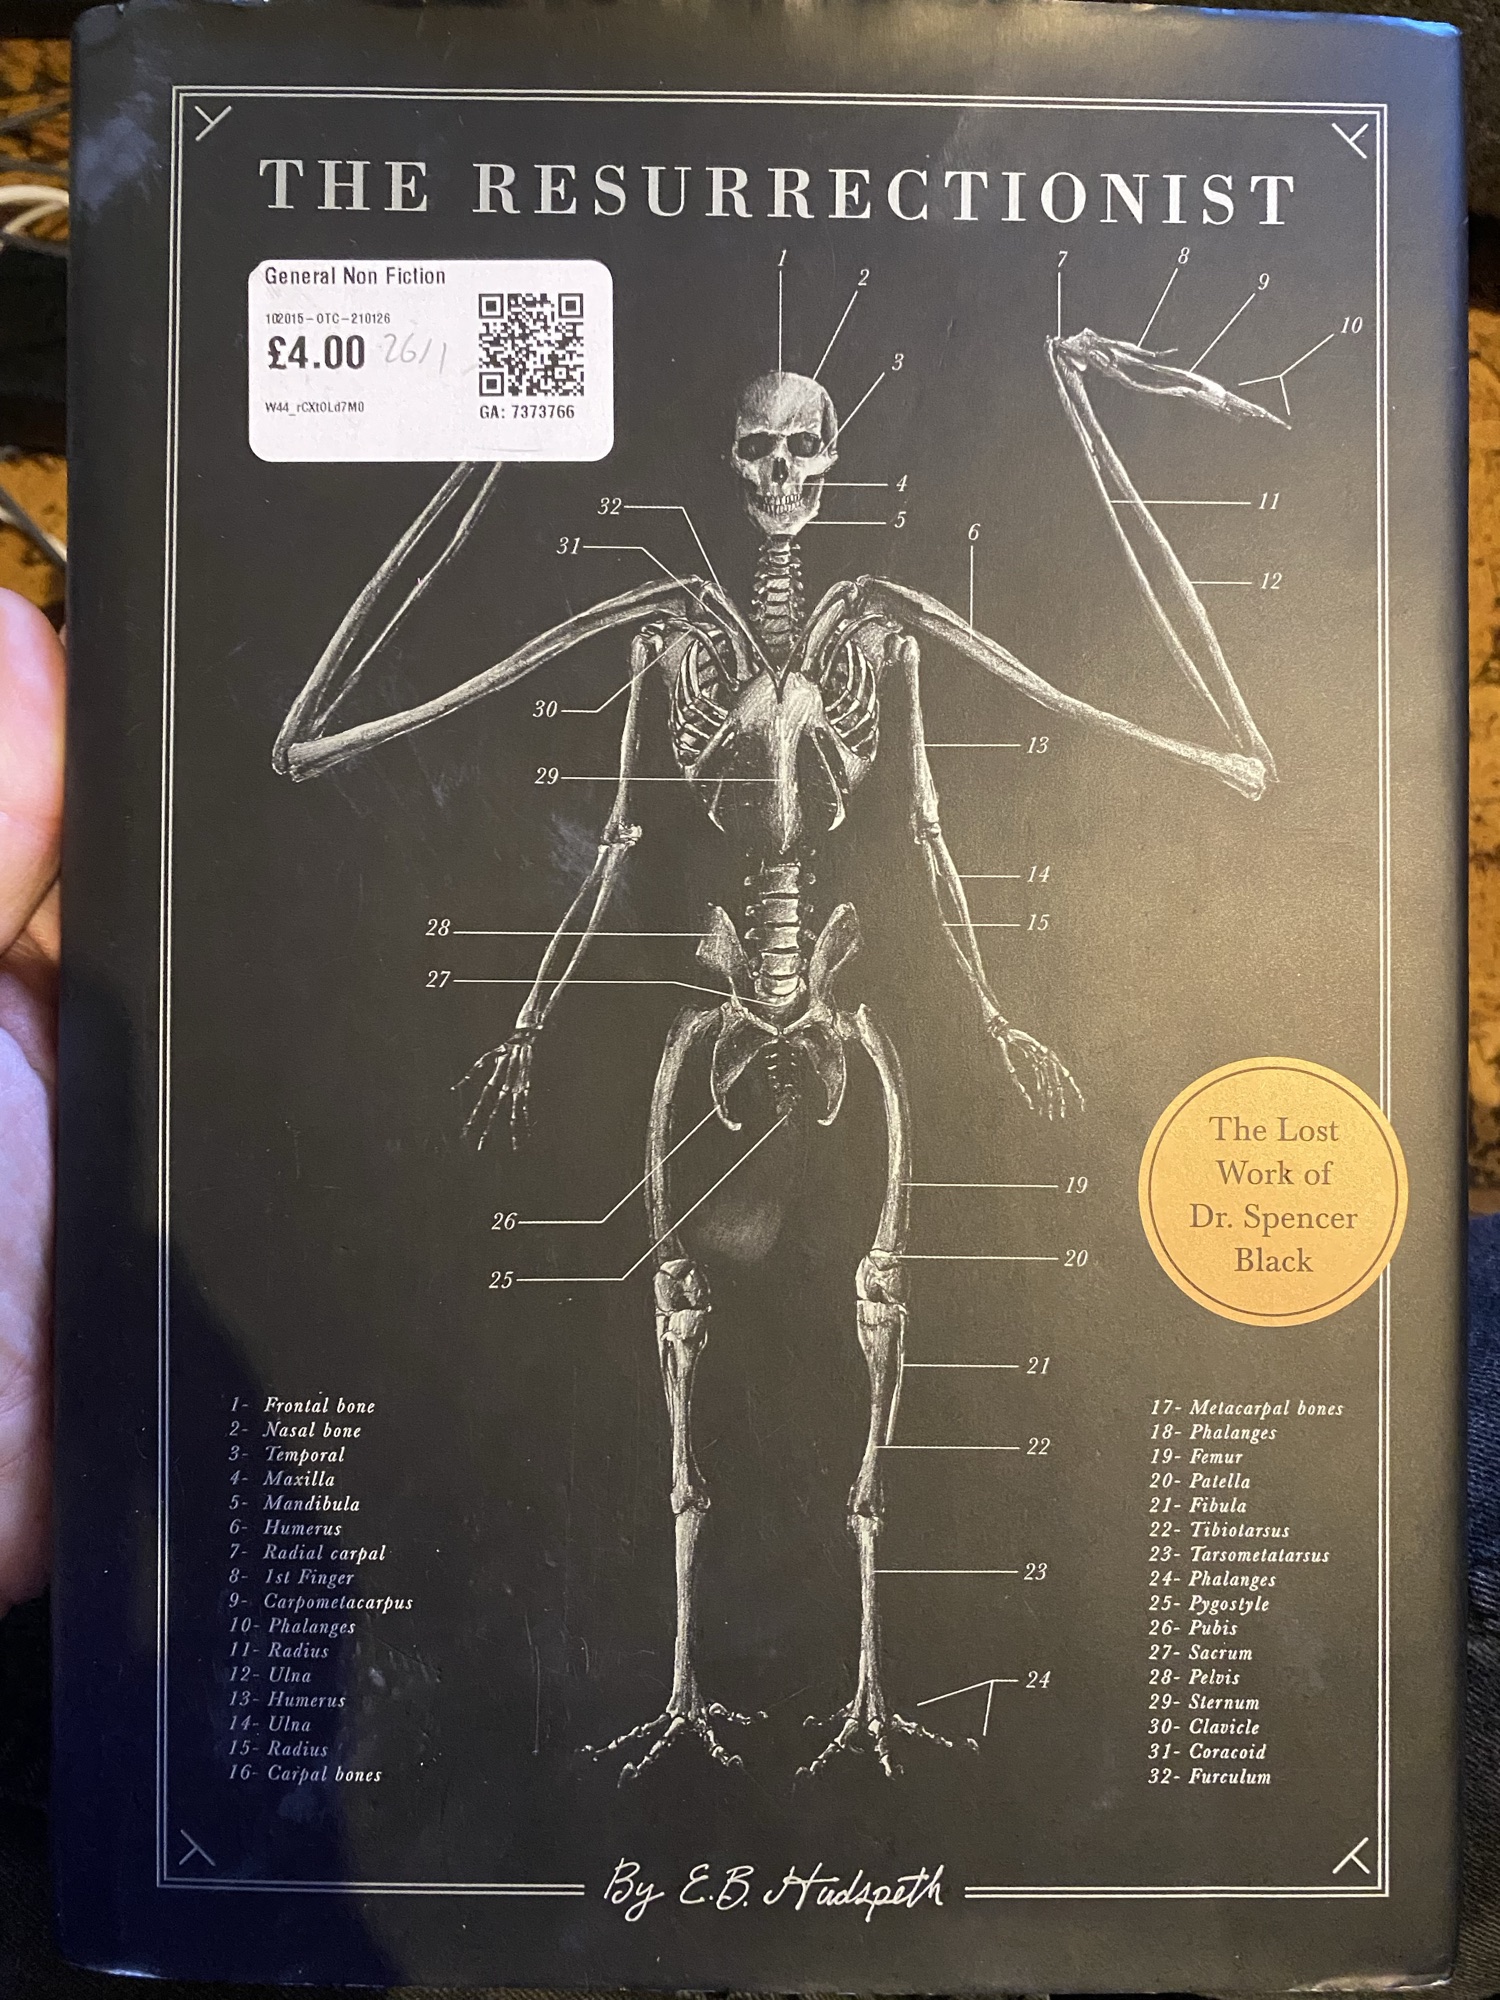 THE RESURRECTIONIST
General Non Fiction
102015-OTC-210126
£4.00 26/1
W44_rCXtOLd7M0
GA: 7373766
1
2
3
4
5
6
7
8
9
10
11
12
13
14
15
19
20
21
22
23
24
25
26
27
28
29
30
31
32
The Lost
Work of
Dr. Spencer
Black
1- Frontal bone
2- Nasal bone
3- Temporal
4- Maxilla
5- Mandibula
6- Humerus
7- Radial carpal
8- 1st Finger
9- Carpometacarpus
10- Phalanges
11- Radius
12- Ulna
13- Humerus
14- Ulna
15- Radius
16- Carpal bones
17- Metacarpal bones
18- Phalanges
19- Femur
20- Patella
21- Fibula
22- Tibiotarsus
23- Tarsometatarsus
24- Phalanges
25- Pygostyle
26- Pubis
27- Sacrum
28- Pelvis
29- Sternum
30- Clavicle
31- Coracoid
32- Furculum
By E.B. Hudspeth